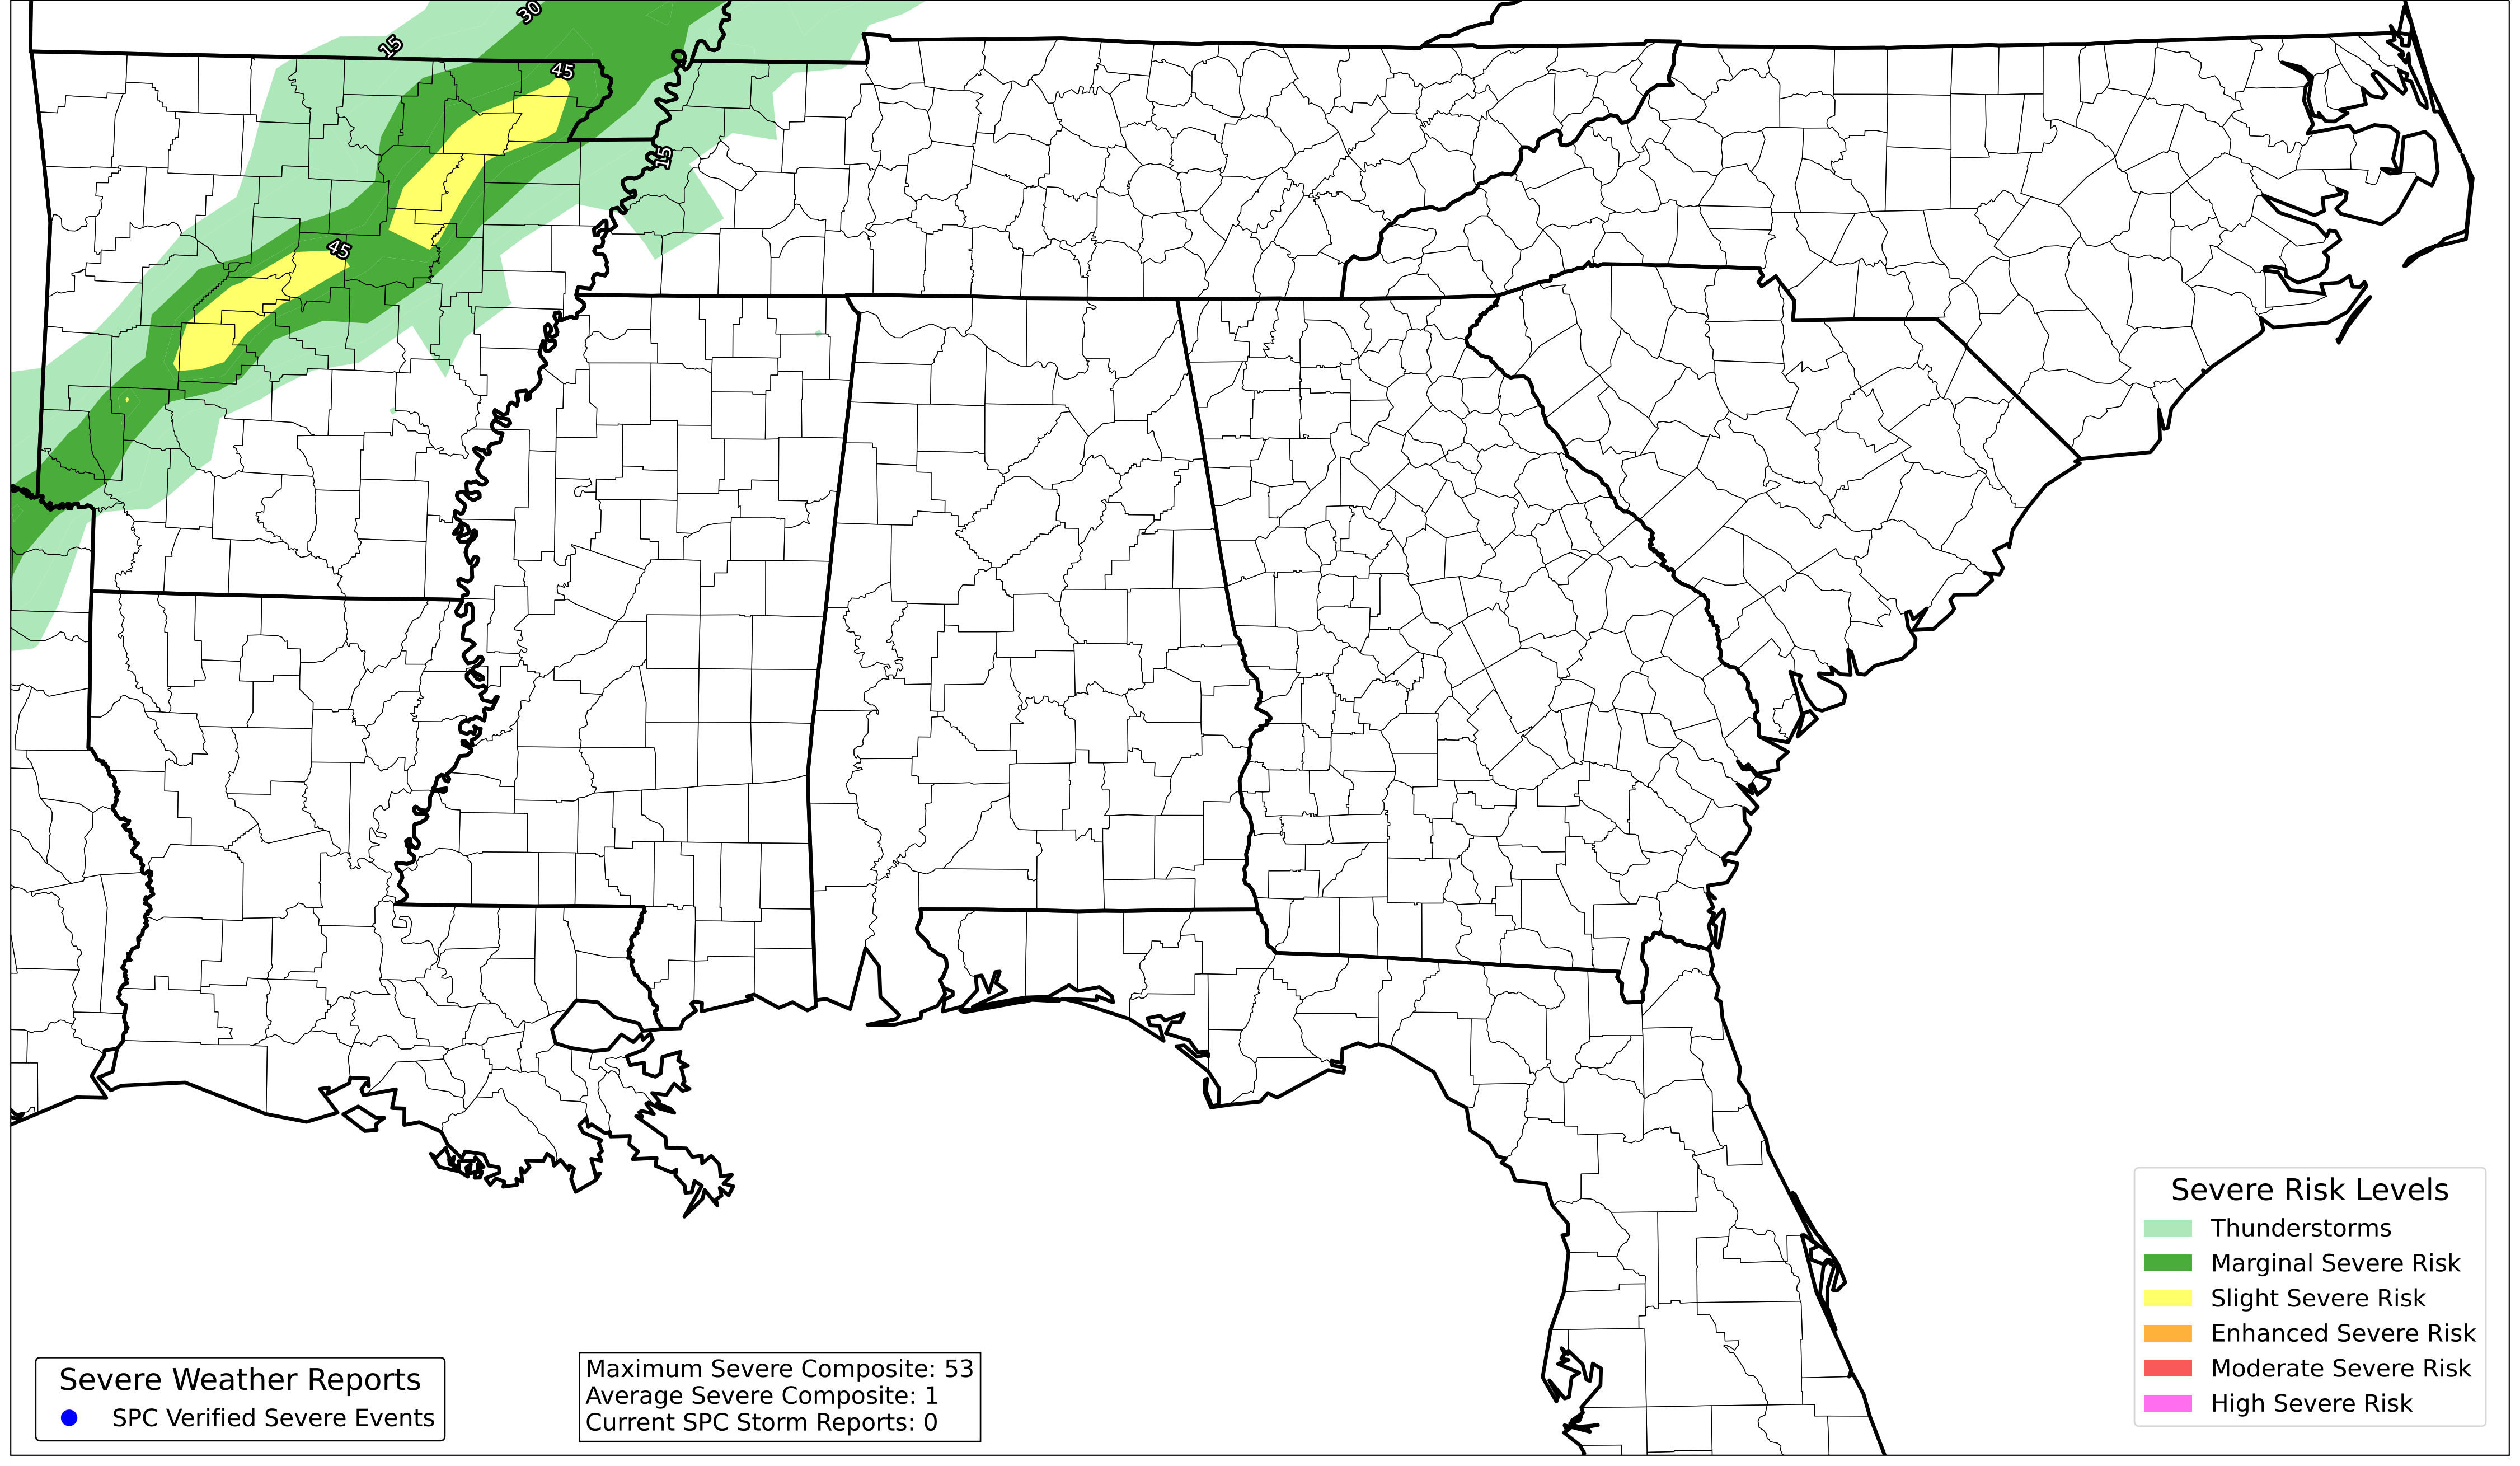 30
15
45
15
45
Severe Risk Levels
Thunderstorms
Marginal Severe Risk
Slight Severe Risk
Enhanced Severe Risk
Moderate Severe Risk
High Severe Risk
Severe Weather Reports
SPC Verified Severe Events
Maximum Severe Composite: 53
Average Severe Composite: 1
Current SPC Storm Reports: 0